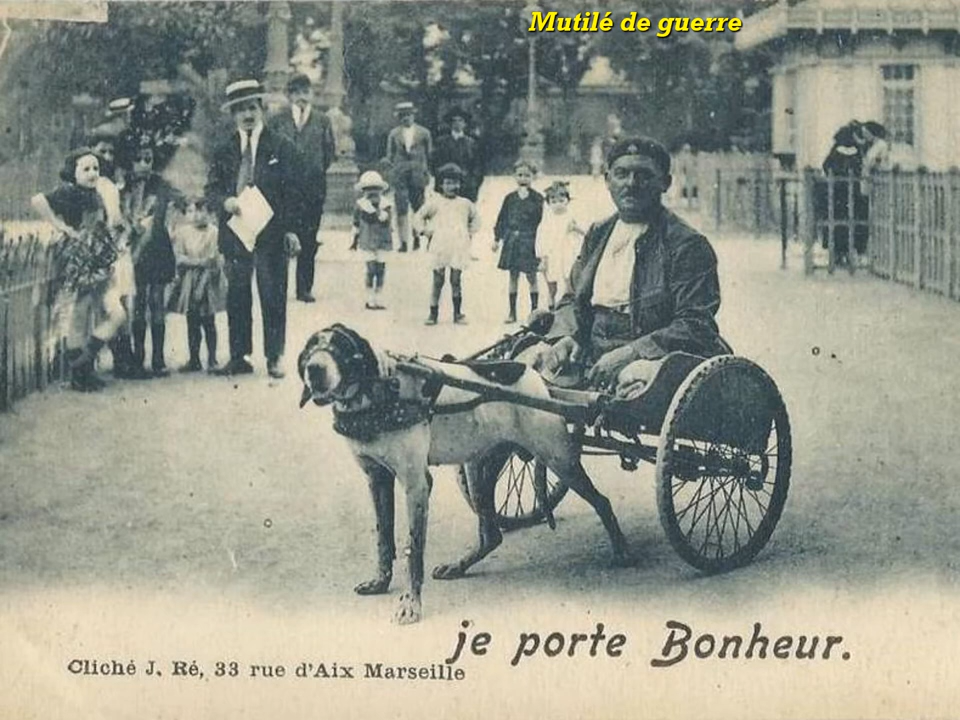 Mutilé de guerre
je porte Bonheur.
Cliché J. Ré, 33 rue d'Aix Marseille